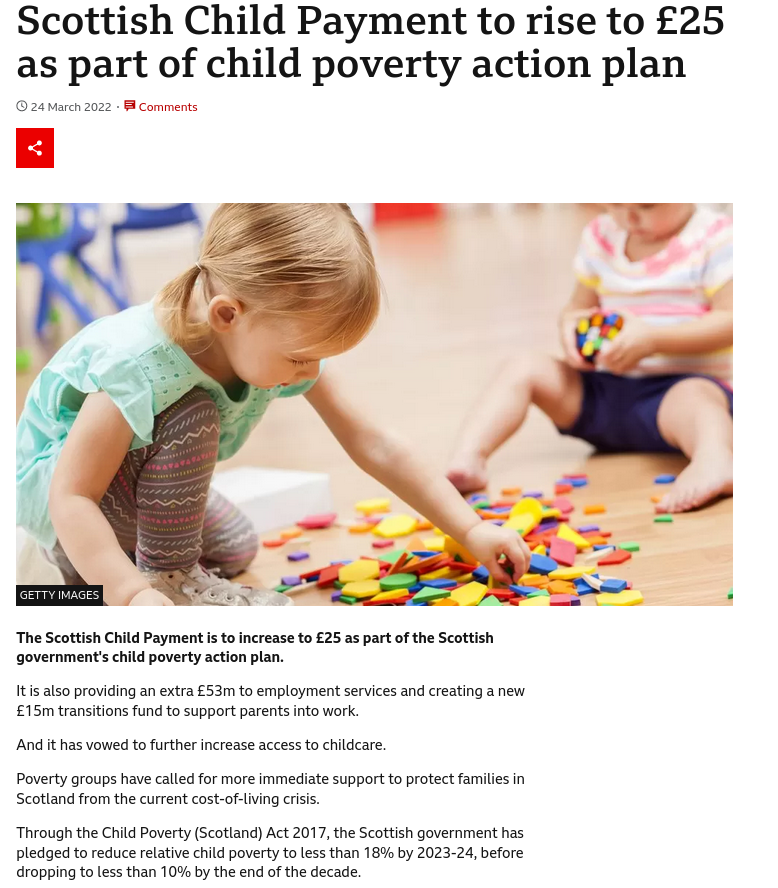 Scottish Child Payment to rise to £25
as part of child poverty action plan
24 March 2022 · Comments
GETTY IMAGES
The Scottish Child Payment is to increase to £25 as part of the Scottish
government's child poverty action plan.
It is also providing an extra £53m to employment services and creating a new
£15m transitions fund to support parents into work.
And it has vowed to further increase access to childcare.
Poverty groups have called for more immediate support to protect families in
Scotland from the current cost-of-living crisis.
Through the Child Poverty (Scotland) Act 2017, the Scottish government has
pledged to reduce relative child poverty to less than 18% by 2023-24, before
dropping to less than 10% by the end of the decade.